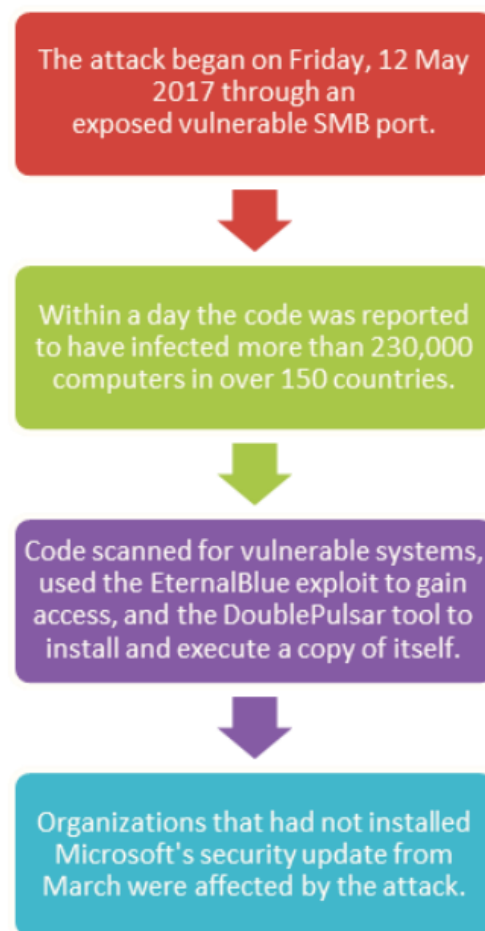 The attack began on Friday, 12 May
2017 through an
exposed vulnerable SMB port.
Within a day the code was reported
to have infected more than 230,000
computers in over 150 countries.
Code scanned for vulnerable systems,
used the EternalBlue exploit to gain
access, and the DoublePulsar tool to
install and execute a copy of itself.
Organizations that had not installed
Microsoft's security update from
March were affected by the attack.